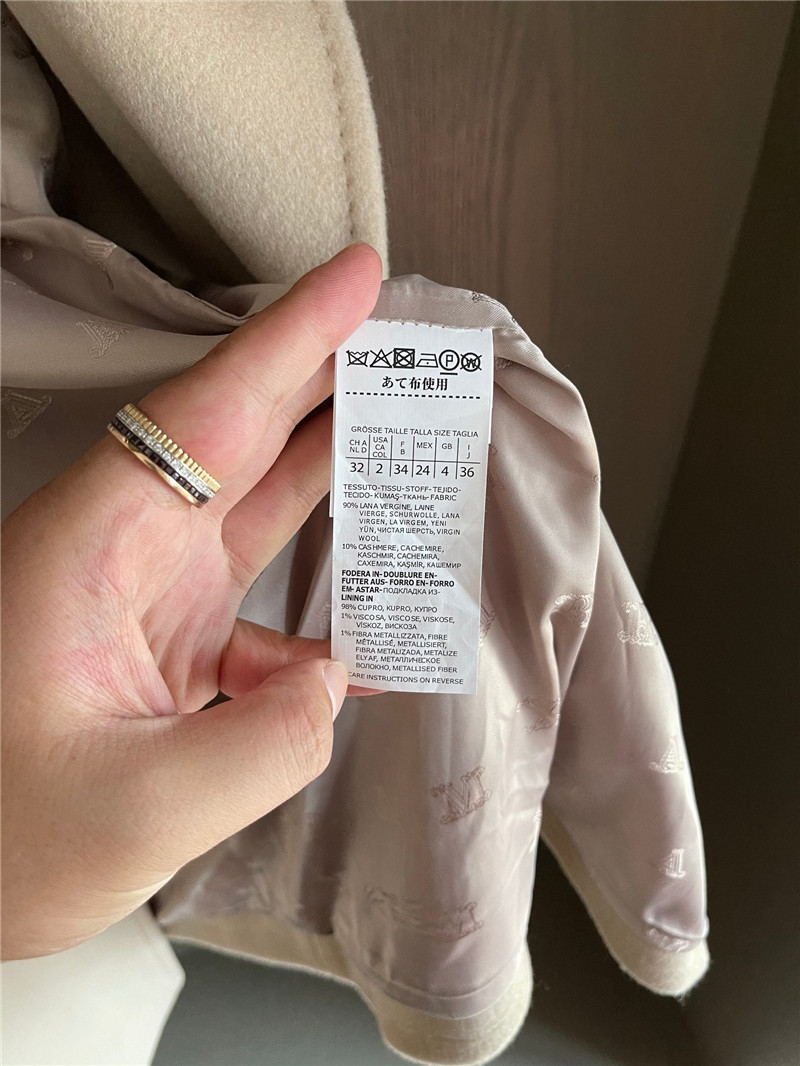 P W
あて布使用
GRÖSSE TAILLE TALLA SIZE TAGLIA
CH A NL D | USA CA COL | F B | MEX | GB | I J
32 | 2 | 34 | 24 | 4 | 36
TESSUTO-TISSU-STOFF-TEJIDO-
TECIDO-KUMAŞ-ТКАНЬ-FABRIC
90% LANA VERGINE, LAINE
VIERGE, SCHURWOLLE, LANA
VIRGEN, LA VIRGEM, YENI
YÜN, ЧИСТАЯ ШЕРСТЬ, VIRGIN
WOOL
10% CASHMERE, CACHEMIRE,
KASCHMIR, CACHEMIRA,
CAXEMIRA, KAŞMİR, КАШЕМИР
FODERA IN-DOUBLURE EN-
FUTTER AUS-FORRO EN-FORRO
EM-ASTAR-ПОДКЛАДКА ИЗ-
LINING IN
98% CUPRO, KUPRO, КУПРО
1% VISCOSA, VISCOSE, VISKOSE,
VİSKOZ, ВИСКОЗА
1% FIBRA METALLIZZATA, FIBRE
MÉTALLISÉ, METALLISIERT,
FIBRA METALIZADA, METALIZE
ELYAF, МЕТАЛЛИЧЕСКОЕ
ВОЛОКНО, METALLISED FIBER
CARE INSTRUCTIONS ON REVERSE
M